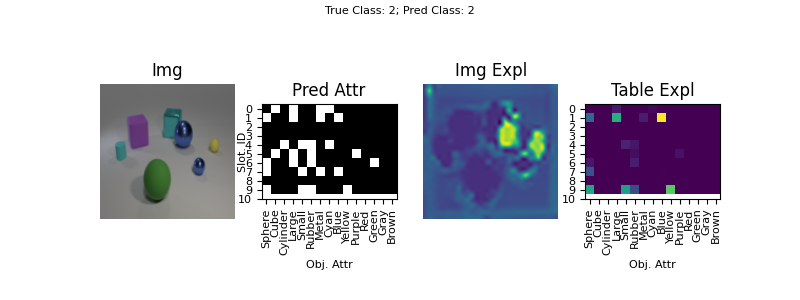 True Class: 2; Pred Class: 2
Img
Pred Attr
Img Expl
Table Expl
Slot. ID
0
1
2
3
4
5
6
7
8
9
10
0
1
2
3
4
5
6
7
8
9
10
Sphere
Cube
Cylinder
Large
Small
Rubber
Metal
Cyan
Blue
Yellow
Purple
Red
Green
Gray
Brown
Sphere
Cube
Cylinder
Large
Small
Rubber
Metal
Cyan
Blue
Yellow
Purple
Red
Green
Gray
Brown
Obj. Attr
Obj. Attr